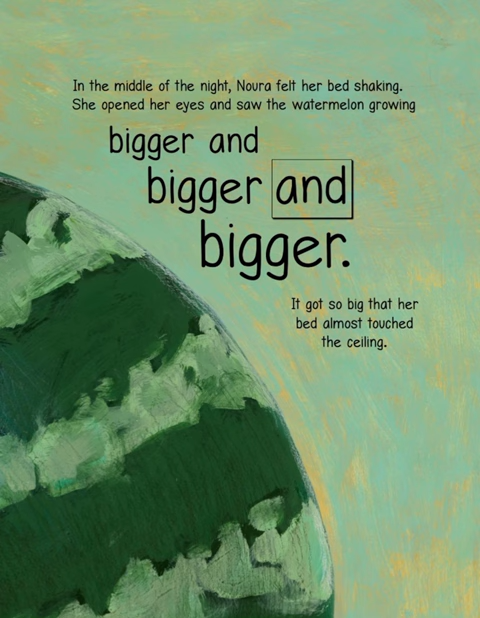 In the middle of the night, Noura felt her bed shaking.
She opened her eyes and saw the watermelon growing
bigger and
bigger and
bigger.
It got so big that her
bed almost touched
the ceiling.